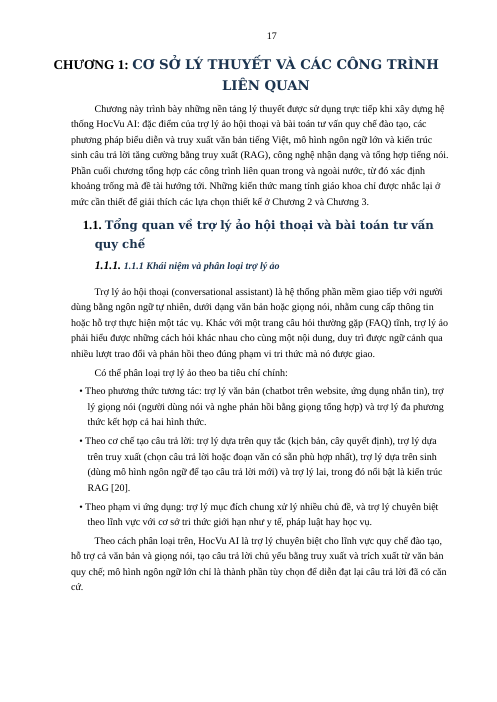 17
CHƯƠNG 1: CƠ SỞ LÝ THUYẾT VÀ CÁC CÔNG TRÌNH
LIÊN QUAN
Chương này trình bày những nền tảng lý thuyết được sử dụng trực tiếp khi xây dựng hệ
thống HocVu AI: đặc điểm của trợ lý ảo hội thoại và bài toán tư vấn quy chế đào tạo, các
phương pháp biểu diễn và truy xuất văn bản tiếng Việt, mô hình ngôn ngữ lớn và kiến trúc
sinh câu trả lời tăng cường bằng truy xuất (RAG), công nghệ nhận dạng và tổng hợp tiếng nói.
Phần cuối chương tổng hợp các công trình liên quan trong và ngoài nước, từ đó xác định
khoảng trống mà đề tài hướng tới. Những kiến thức mang tính giáo khoa chỉ được nhắc lại ở
mức cần thiết để giải thích các lựa chọn thiết kế ở Chương 2 và Chương 3.
1.1. Tổng quan về trợ lý ảo hội thoại và bài toán tư vấn
quy chế
1.1.1. 1.1.1 Khái niệm và phân loại trợ lý ảo
Trợ lý ảo hội thoại (conversational assistant) là hệ thống phần mềm giao tiếp với người
dùng bằng ngôn ngữ tự nhiên, dưới dạng văn bản hoặc giọng nói, nhằm cung cấp thông tin
hoặc hỗ trợ thực hiện một tác vụ. Khác với một trang câu hỏi thường gặp (FAQ) tĩnh, trợ lý ảo
phải hiểu được những cách hỏi khác nhau cho cùng một nội dung, duy trì được ngữ cảnh qua
nhiều lượt trao đổi và phản hồi theo đúng phạm vi tri thức mà nó được giao.
Có thể phân loại trợ lý ảo theo ba tiêu chí chính:
• Theo phương thức tương tác: trợ lý văn bản (chatbot trên website, ứng dụng nhắn tin), trợ
lý giọng nói (người dùng nói và nghe phản hồi bằng giọng tổng hợp) và trợ lý đa phương
thức kết hợp cả hai hình thức.
• Theo cơ chế tạo câu trả lời: trợ lý dựa trên quy tắc (kịch bản, cây quyết định), trợ lý dựa
trên truy xuất (chọn câu trả lời hoặc đoạn văn có sẵn phù hợp nhất), trợ lý dựa trên sinh
(dùng mô hình ngôn ngữ để tạo câu trả lời mới) và trợ lý lai, trong đó nổi bật là kiến trúc
RAG [20].
• Theo phạm vi ứng dụng: trợ lý mục đích chung xử lý nhiều chủ đề, và trợ lý chuyên biệt
theo lĩnh vực với cơ sở tri thức giới hạn như y tế, pháp luật hay học vụ.
Theo cách phân loại trên, HocVu AI là trợ lý chuyên biệt cho lĩnh vực quy chế đào tạo,
hỗ trợ cả văn bản và giọng nói, tạo câu trả lời chủ yếu bằng truy xuất và trích xuất từ văn bản
quy chế; mô hình ngôn ngữ lớn chỉ là thành phần tùy chọn để diễn đạt lại câu trả lời đã có căn
cứ.